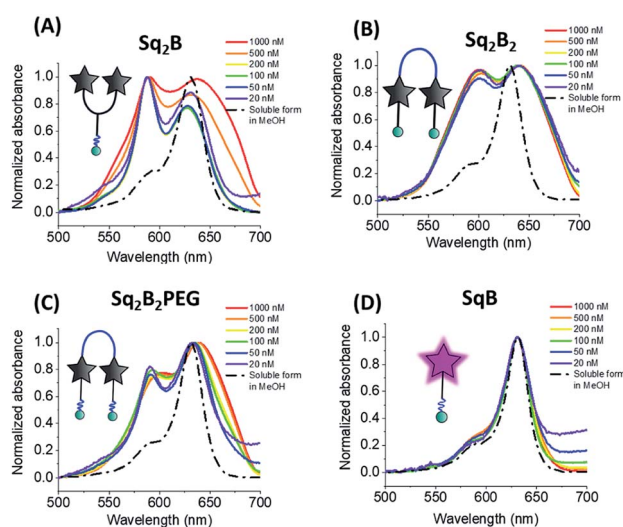 (A)
Sq₂B
1000 nM
500 nM
200 nM
100 nM
50 nM
20 nM
Soluble form
in MeOH
Normalized absorbance
1.0
0.8
0.6
0.4
0.2
0.0
500 550 600 650 700
Wavelength (nm)
(B)
Sq₂B₂
1000 nM
500 nM
200 nM
100 nM
50 nM
20 nM
Soluble form
in MeOH
Normalized absorbance
1.0
0.8
0.6
0.4
0.2
0.0
500 550 600 650 700
Wavelength (nm)
(C)
Sq₂B₂PEG
1000 nM
500 nM
200 nM
100 nM
50 nM
20 nM
Soluble form
in MeOH
Normalized absorbance
1.0
0.8
0.6
0.4
0.2
0.0
500 550 600 650 700
Wavelength (nm)
(D)
SqB
1000 nM
500 nM
200 nM
100 nM
50 nM
20 nM
Soluble form
in MeOH
Normalized absorbance
1.0
0.8
0.6
0.4
0.2
0.0
500 550 600 650 700
Wavelength (nm)